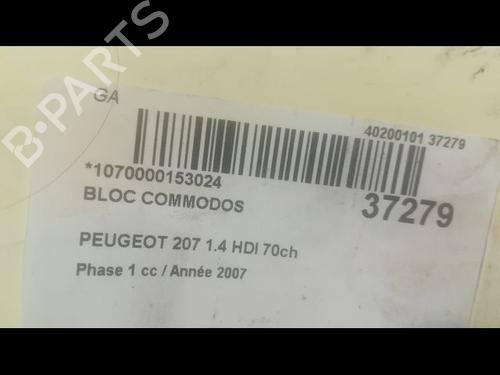 GA
40200101 37279
*1070000153024
BLOC COMMODOS
37279
PEUGEOT 207 1.4 HDI 70ch
Phase 1 cc / Année 2007
B-PARTS